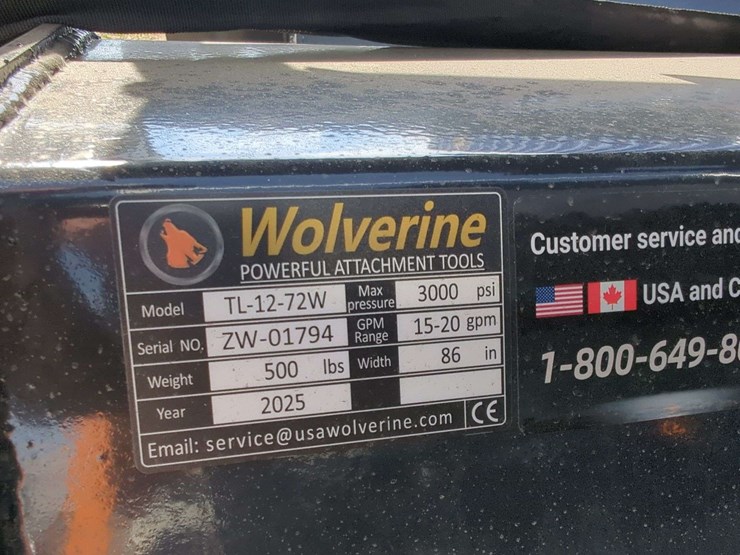 Wolverine
POWERFUL ATTACHMENT TOOLS
Model TL-12-72W Max pressure 3000 psi
Serial NO. ZW-01794 GPM Range 15-20 gpm
Weight 500 lbs Width 86 in
Year 2025
Email: service@usawolverine.com CE
Customer service
USA and
1-800-649-